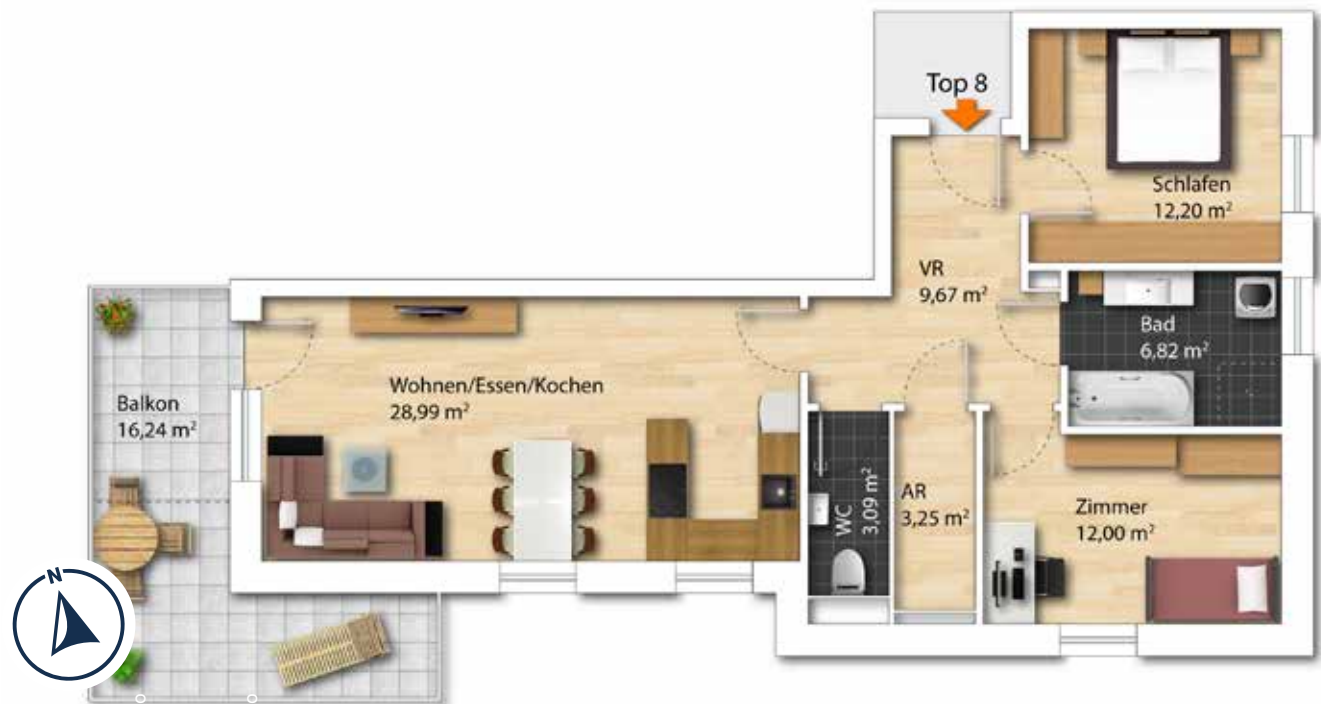 Top 8
Schlafen
12,20 m²
VR
9,67 m²
Bad
6,82 m²
Wohnen/Essen/Kochen
28,99 m²
Balkon
16,24 m²
WC
3,09 m²
AR
3,25 m²
Zimmer
12,00 m²
N